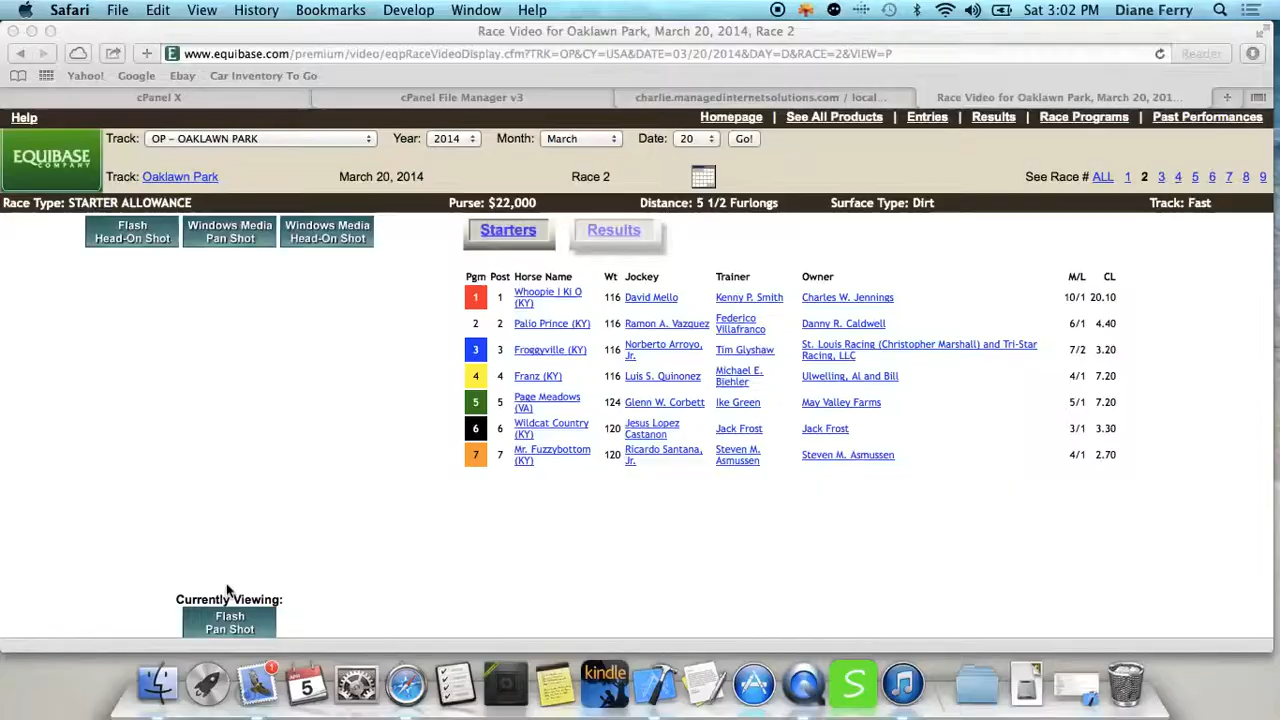 Safari File Edit View History Bookmarks Develop Window Help Sat 3:02 PM Diane Ferry
Race Video for Oaklawn Park, March 20, 2014, Race 2
www.equibase.com/premium/video/eqpRaceVideoDisplay.cfm?TRK=OP&CY=USA&DATE=03/20/2014&DAY=D&RACE=2&VIEW=P Reader
Yahoo! Google Ebay Car Inventory To Go
cPanel X cPanel File Manager v3 charlie.managedinternetsolutions.com / local... Race Video for Oaklawn Park, March 20, 201...
Help Homepage See All Products Entries Results Race Programs Past Performances
EQUIBASE COMPANY
Track: OP - OAKLAWN PARK Year: 2014 Month: March Date: 20 Go!
Track: Oaklawn Park March 20, 2014 Race 2 See Race # ALL 1 2 3 4 5 6 7 8 9
Race Type: STARTER ALLOWANCE Purse: $22,000 Distance: 5 1/2 Furlongs Surface Type: Dirt Track: Fast
Flash Head-On Shot Windows Media Pan Shot Windows Media Head-On Shot
Starters Results
Pgm Post Horse Name Wt Jockey Trainer Owner M/L CL
1 1 Whoopie I Ki O (KY) 116 David Mello Kenny P. Smith Charles W. Jennings 10/1 20.10
2 2 Palio Prince (KY) 116 Ramon A. Vazquez Federico Villafranco Danny R. Caldwell 6/1 4.40
3 3 Froggyville (KY) 116 Norberto Arroyo, Jr. Tim Glyshaw St. Louis Racing (Christopher Marshall) and Tri-Star Racing, LLC 7/2 3.20
4 4 Franz (KY) 116 Luis S. Quinonez Michael E. Biehler Ulwelling, Al and Bill 4/1 7.20
5 5 Page Meadows (VA) 124 Glenn W. Corbett Ike Green May Valley Farms 5/1 7.20
6 6 Wildcat Country (KY) 120 Jesus Lopez Castanon Jack Frost Jack Frost 3/1 3.30
7 7 Mr. Fuzzybottom (KY) 120 Ricardo Santana, Jr. Steven M. Asmussen Steven M. Asmussen 4/1 2.70
Currently Viewing:
Flash
Pan Shot
1
5
kindle
S